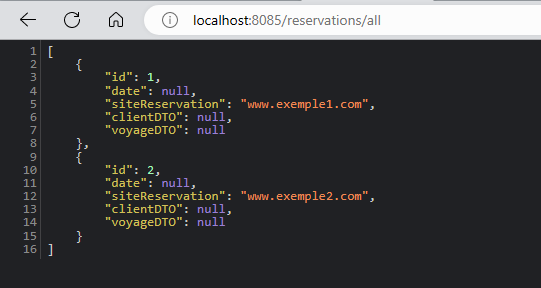 localhost:8085/reservations/all
1 [
2 {
3 "id": 1,
4 "date": null,
5 "siteReservation": "www.exemple1.com",
6 "clientDTO": null,
7 "voyageDTO": null
8 },
9 {
10 "id": 2,
11 "date": null,
12 "siteReservation": "www.exemple2.com",
13 "clientDTO": null,
14 "voyageDTO": null
15 }
16 ]